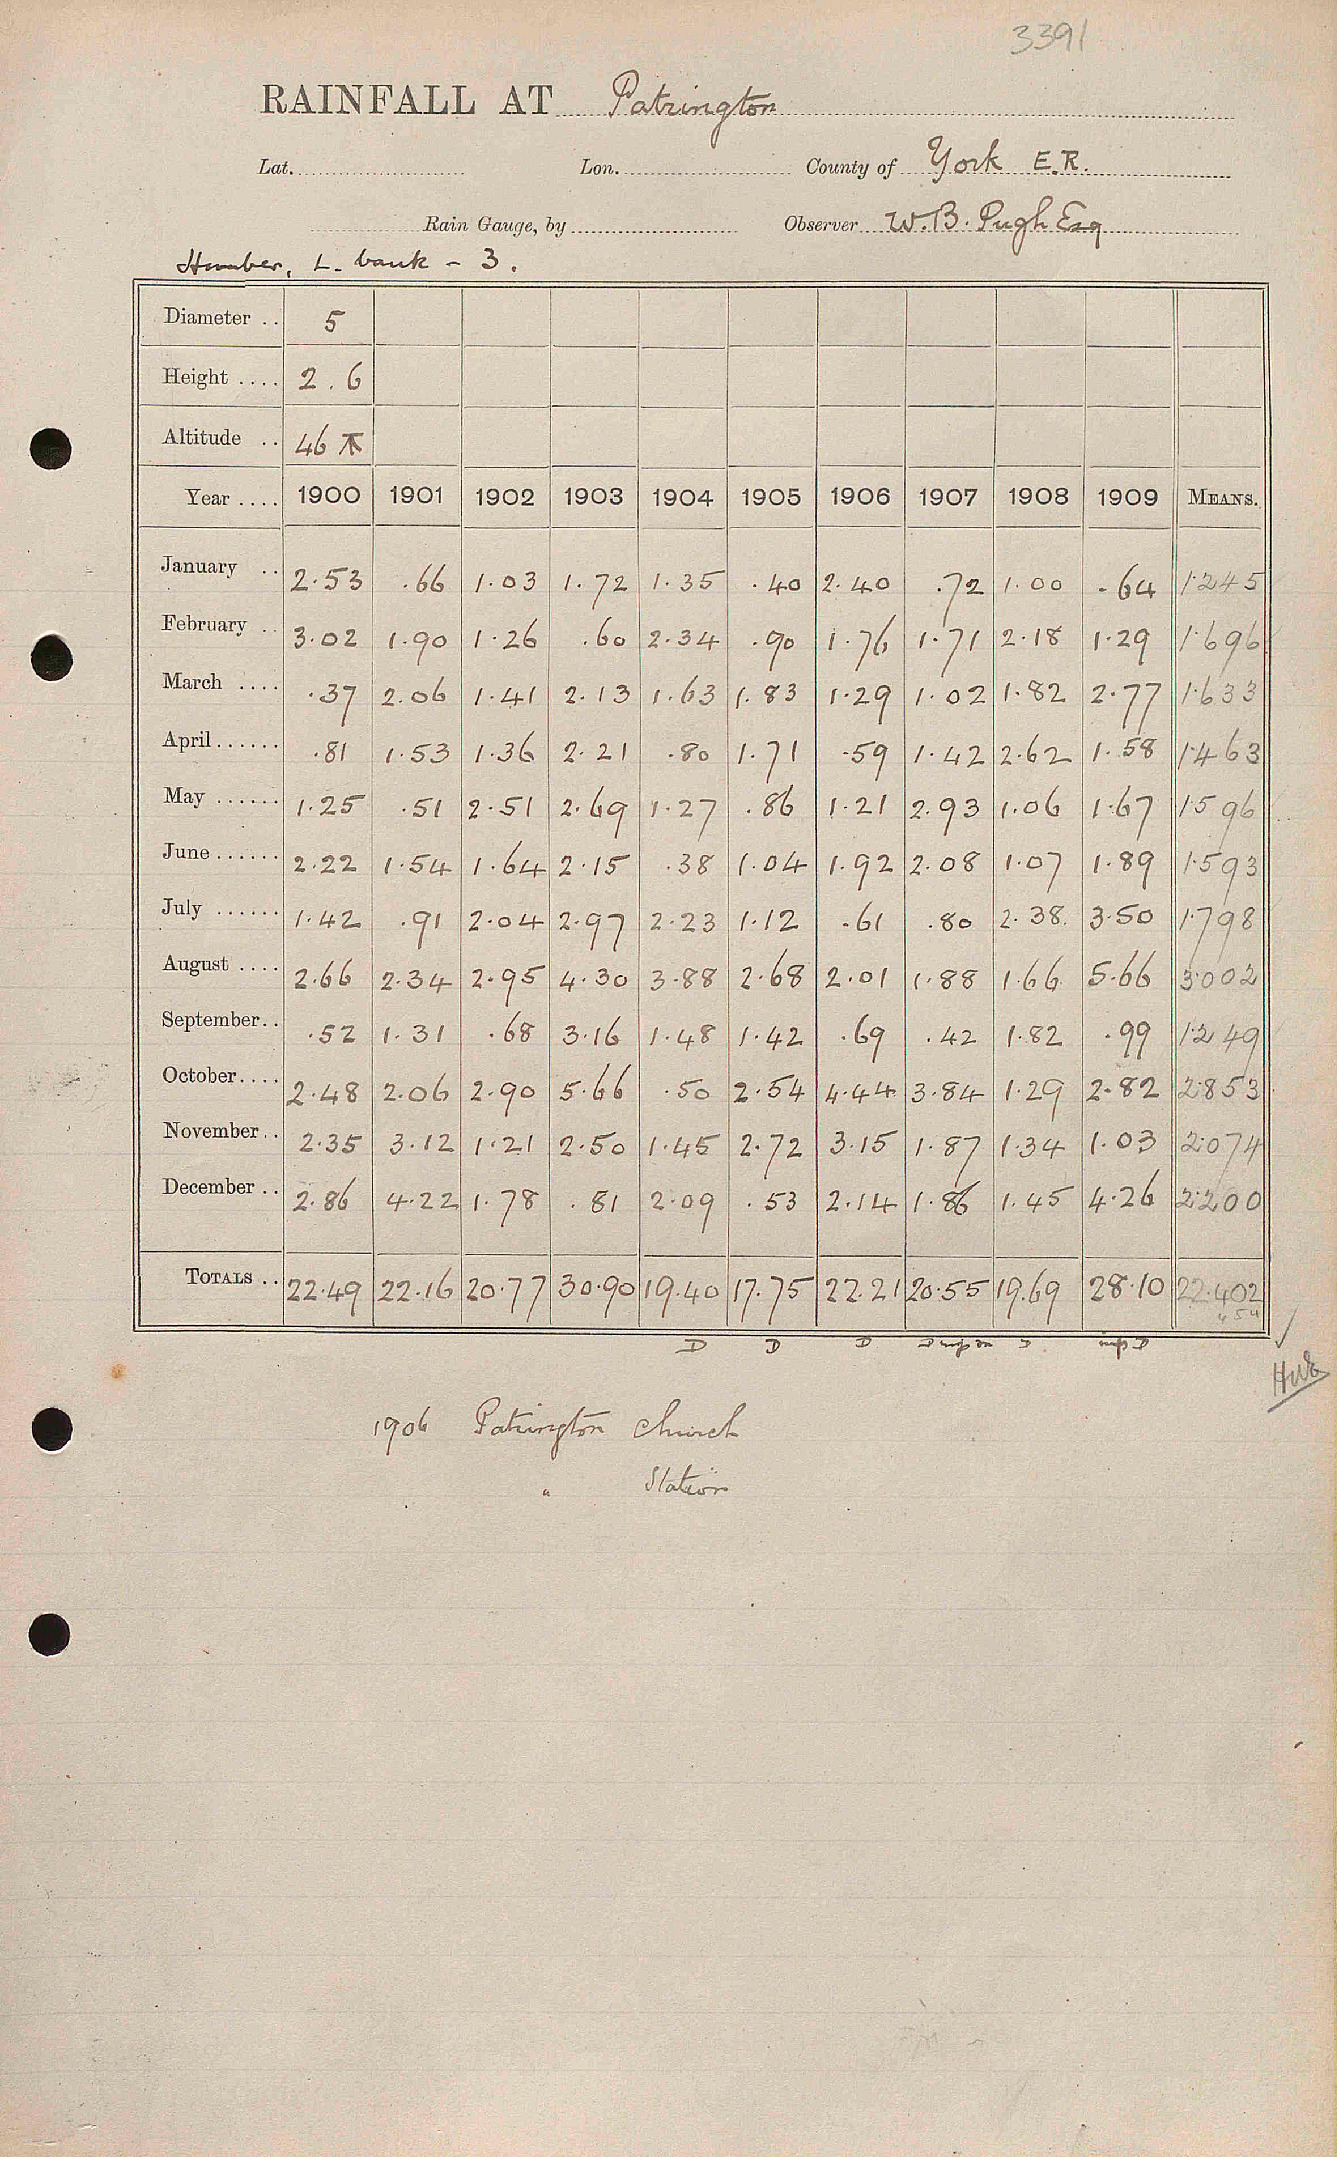 3391
RAINFALL AT Patrington
Lat. Lon. County of York E.R.
Rain Gauge, by Observer W. B. Pugh Esq
Humber, L. bank - 3.
Diameter .. 5
Height .... 2.6
Altitude .. 46
Year .... 1900 1901 1902 1903 1904 1905 1906 1907 1908 1909 MEANS.
January .. 2.53 .66 1.03 1.72 1.35 .40 2.40 .72 1.00 .64 1.245
February .. 3.02 1.90 1.26 .60 2.34 .90 1.76 1.71 2.18 1.29 1.696
March .... .37 2.06 1.41 2.13 1.63 1.83 1.29 1.02 1.82 2.77 1.633
April...... .81 1.53 1.36 2.21 .80 1.71 .59 1.42 2.62 1.58 1.463
May ...... 1.25 .51 2.51 2.69 1.27 .86 1.21 2.93 1.06 1.67 1.596
June...... 2.22 1.54 1.64 2.15 .38 1.04 1.92 2.08 1.07 1.89 1.593
July ...... 1.42 .91 2.04 2.97 2.23 1.12 .61 .80 2.38 3.50 1.798
August .... 2.66 2.34 2.95 4.30 3.88 2.68 2.01 1.88 1.66 5.66 3.002
September.. .52 1.31 .68 3.16 1.48 1.42 .69 .42 1.82 .99 1.249
October.... 2.48 2.06 2.90 5.66 .50 2.54 4.44 3.84 1.29 2.82 2.853
November.. 2.35 3.12 1.21 2.50 1.45 2.72 3.15 1.87 1.34 1.03 2.074
December .. 2.86 4.22 1.78 .81 2.09 .53 2.14 1.86 1.45 4.26 2.200
TOTALS .. 22.49 22.16 20.77 30.90 19.40 17.75 22.21 20.55 19.69 28.10 22.402
D D D D D D
1906 Patrington Church
" Station